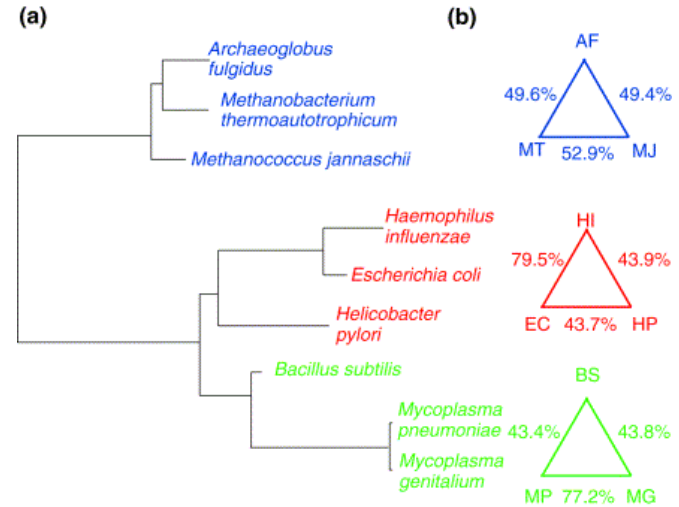 (a)
Archaeoglobus
fulgidus
Methanobacterium
thermoautotrophicum
Methanococcus jannaschii
Haemophilus
influenzae
Escherichia coli
Helicobacter
pylori
Bacillus subtilis
Mycoplasma
pneumoniae
Mycoplasma
genitalium
(b)
AF
49.6% 49.4%
MT 52.9% MJ
HI
79.5% 43.9%
EC 43.7% HP
BS
43.4% 43.8%
MP 77.2% MG